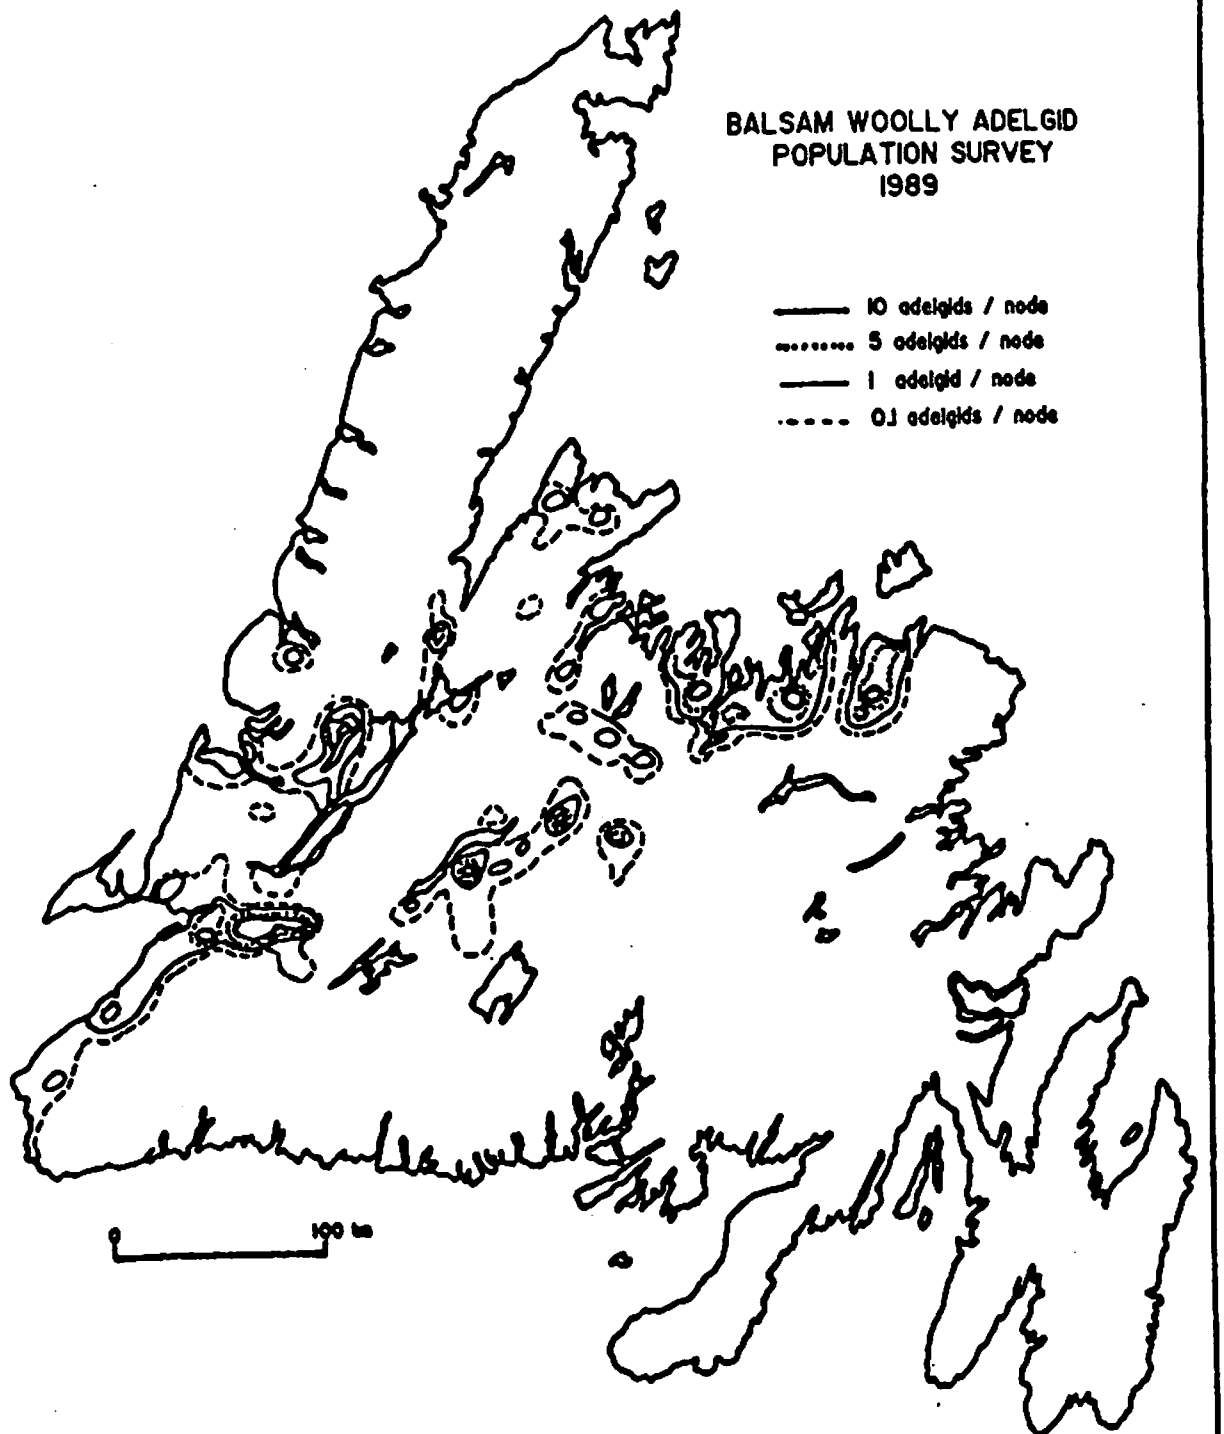 BALSAM WOOLLY ADELGID
POPULATION SURVEY
1989
10 adelgids / node
5 adelgids / node
1 adelgid / node
0.1 adelgids / node
0 100 km